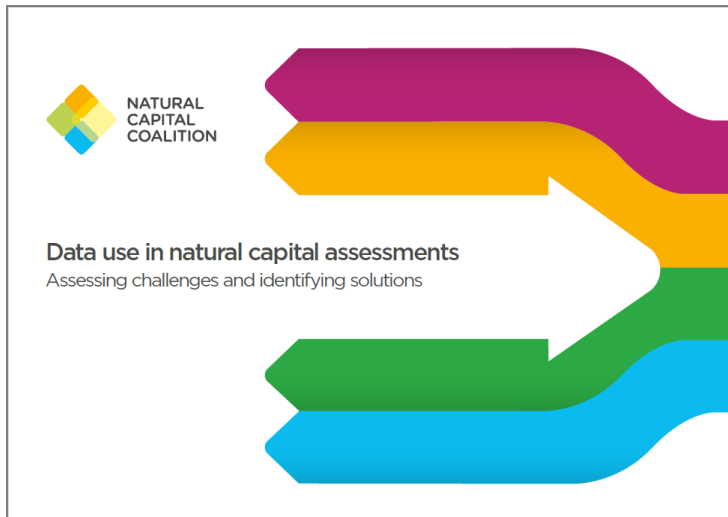 NATURAL
CAPITAL
COALITION
Data use in natural capital assessments
Assessing challenges and identifying solutions